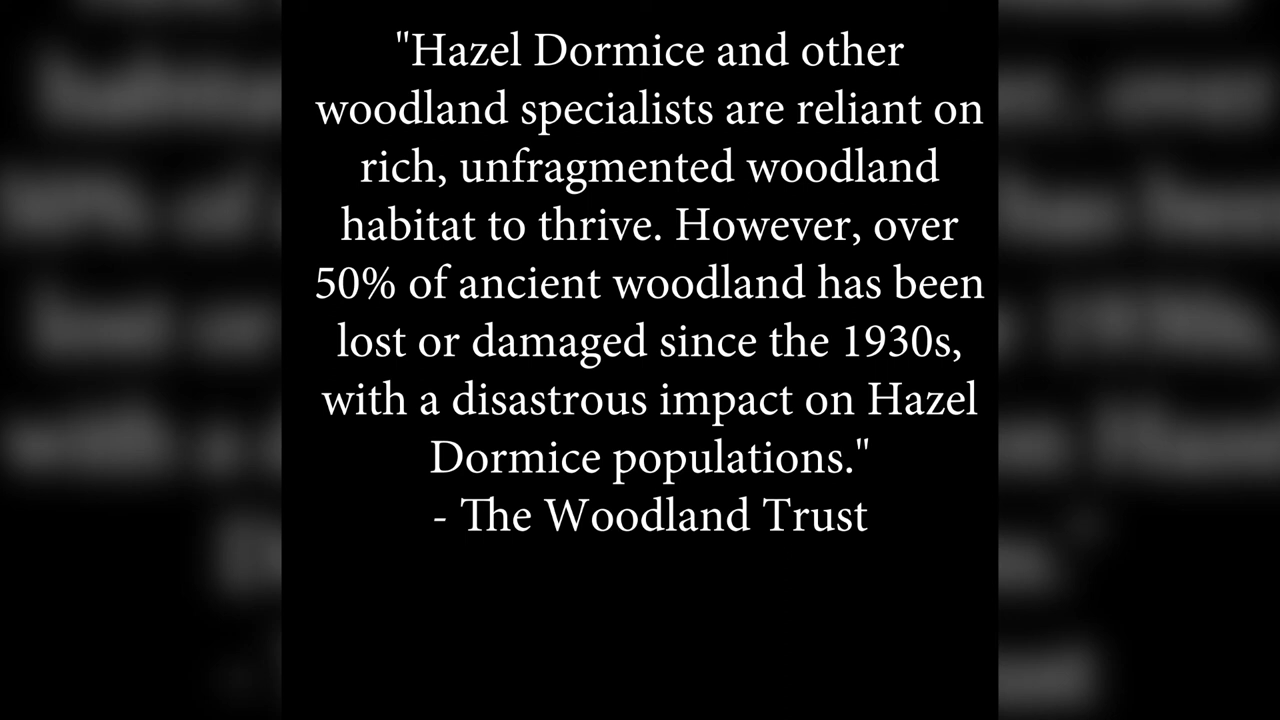 "Hazel Dormice and other
woodland specialists are reliant on
rich, unfragmented woodland
habitat to thrive. However, over
50% of ancient woodland has been
lost or damaged since the 1930s,
with a disastrous impact on Hazel
Dormice populations."
- The Woodland Trust